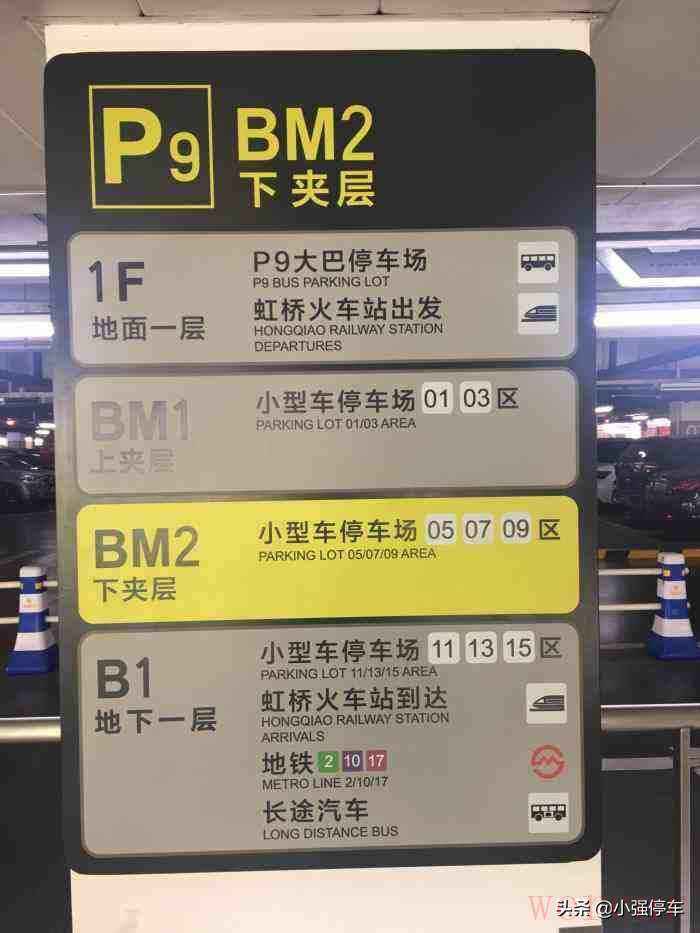 P9 BM2
下夹层
1F
地面一层
P9大巴停车场
P9 BUS PARKING LOT
虹桥火车站出发
HONGQIAO RAILWAY STATION
DEPARTURES
BM1
上夹层
小型车停车场 01 03 区
PARKING LOT 01/03 AREA
BM2
下夹层
小型车停车场 05 07 09 区
PARKING LOT 05/07/09 AREA
B1
地下一层
小型车停车场 11 13 15 区
PARKING LOT 11/13/15 AREA
虹桥火车站到达
HONGQIAO RAILWAY STATION
ARRIVALS
地铁 2 10 17
METRO LINE 2/10/17
长途汽车
LONG DISTANCE BUS
头条 @小强停车